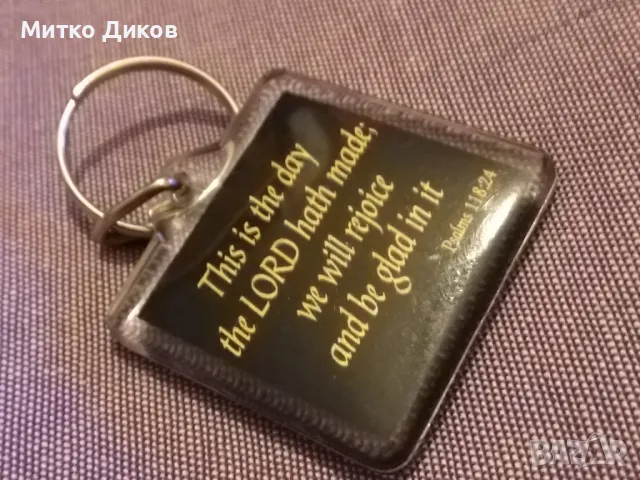 Митко Диков
This is the day
the LORD hath made;
we will rejoice
and be glad in it
Psalms 118:24
BAZAR